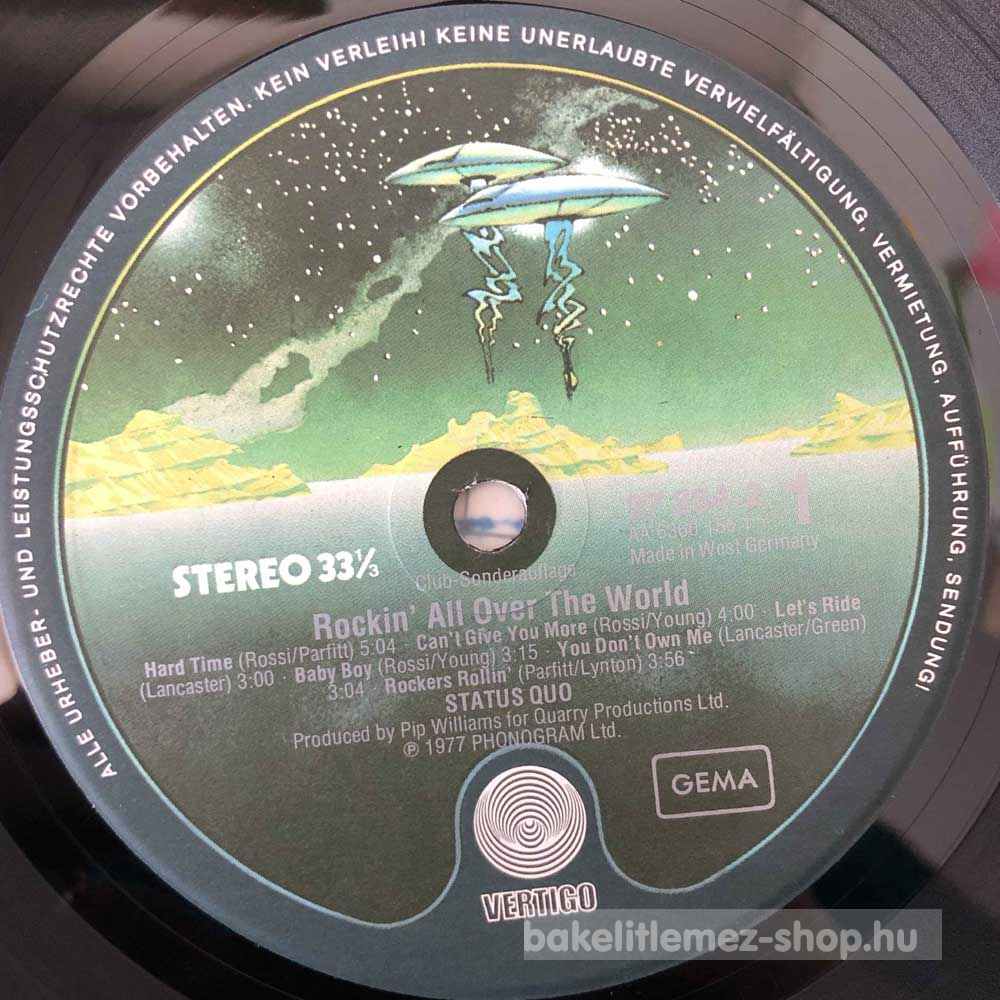 ALLE URHEBER- UND LEISTUNGSSCHUTZRECHTE VORBEHALTEN. KEIN VERLEIH! KEINE UNERLAUBTE VERVIELFÄLTIGUNG, VERMIETUNG, AUFFÜHRUNG, SENDUNG!
1
Made in West Germany
STEREO 33⅓
Club-Sonderauflage
Rockin' All Over The World
Hard Time (Rossi/Parfitt) 5:04 · Can't Give You More (Rossi/Young) 4:00 · Let's Ride
(Lancaster) 3:00 · Baby Boy (Rossi/Young) 3:15 · You Don't Own Me (Lancaster/Green)
3:04 · Rockers Rollin' (Parfitt/Lynton) 3:56
STATUS QUO
Produced by Pip Williams for Quarry Productions Ltd.
℗ 1977 PHONOGRAM Ltd.
GEMA
VERTIGO
bakelitlemez-shop.hu